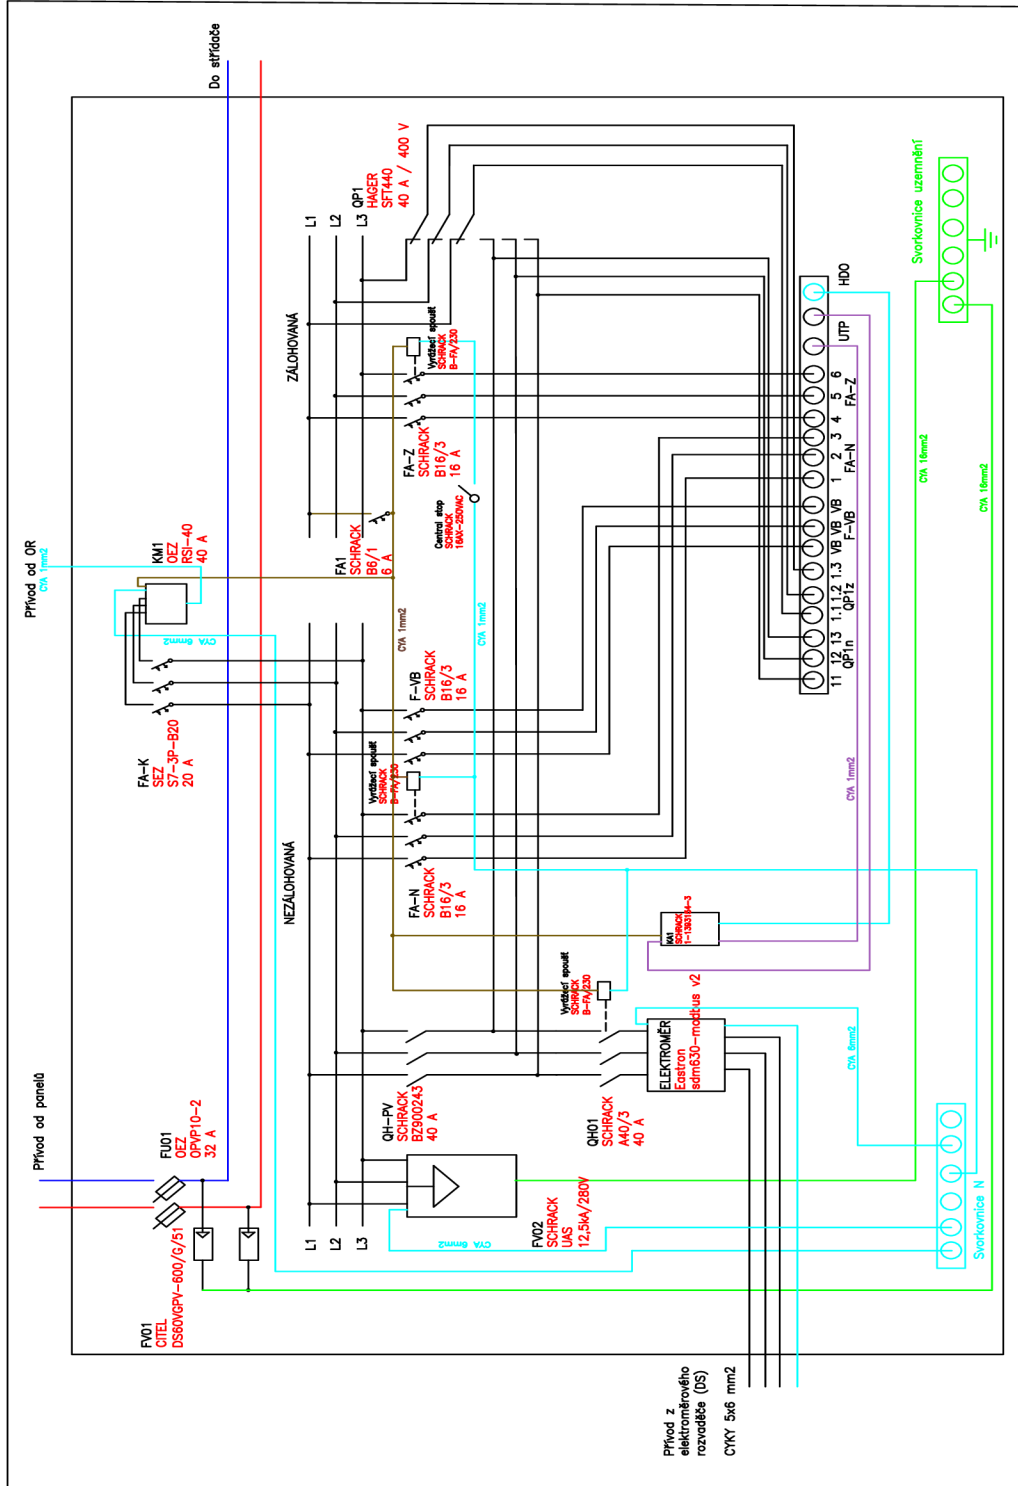 Přívod od panelů
Přívod od OR
CYA 1mm2
Do střídače
FV01
CITEL
DS60VGPV-600/G/51
FU01
OEZ
OPVP10-2
32 A
FA-K
SEZ
S7-3P-B20
20 A
KM1
OEZ
RSI-40
40 A
CYA 6mm2
NEZÁLOHOVANÁ
ZÁLOHOVANÁ
L1
L2
L3
L1
L2
L3
QP1
HAGER
SFT440
40 A / 400 V
FA1
SCHRACK
B6/1
6 A
CYA 1mm2
QH-PV
SCHRACK
BZ900243
40 A
FA-N
SCHRACK
B16/3
16 A
Vyrážecí spoušť
SCHRACK
B-FA/230
F-VB
SCHRACK
B16/3
16 A
FA-Z
SCHRACK
B16/3
16 A
Vyrážecí spoušť
SCHRACK
B-FA/230
Central stop
SCHRACK
16AX-250VAC
CYA 1mm2
CYA 6mm2
FV02
SCHRACK
UAS
12,5kA/280V
QH01
SCHRACK
A40/3
40 A
Vyrážecí spoušť
SCHRACK
B-FA/230
ELEKTROMĚR
Eastron
sdm630-modbus v2
KA1
SCHRACK
CYA 6mm2
CYA 1mm2
11 12 13 1.1 1.2 1.3 VB VB VB 1 2 3 4 5 6 UTP HDO
QP1n QP1z F-VB FA-N FA-Z
CYA 16mm2
CYA 16mm2
Svorkovnice N
Svorkovnice uzemnění
Přívod z
elektroměrového
rozvaděče (DS)
CYKY 5x6 mm2